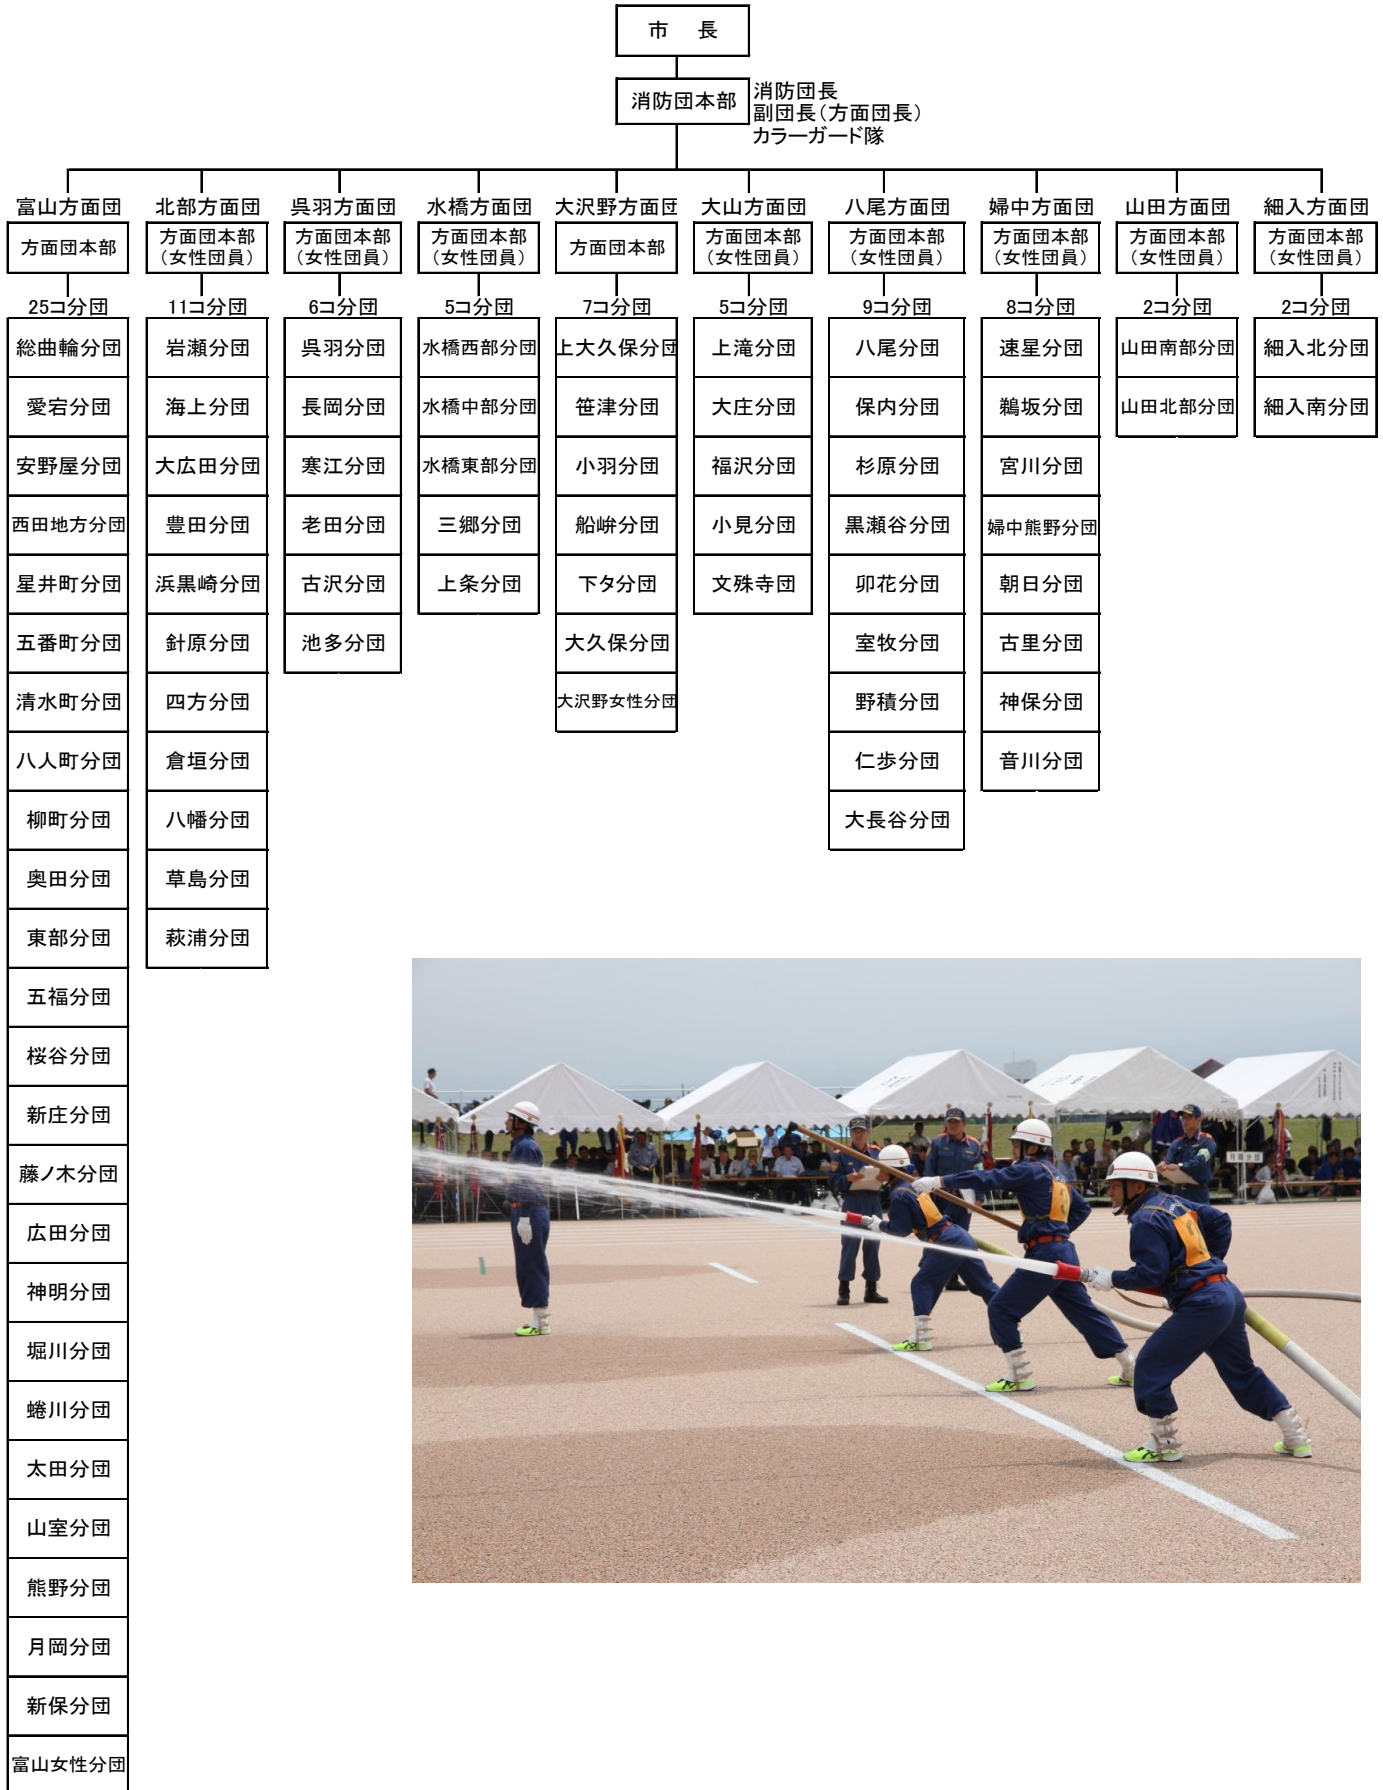 市 長
消防団本部
消防団長
副団長（方面団長）
カラーガード隊
富山方面団
方面団本部
25コ分団
総曲輪分団
愛宕分団
安野屋分団
西田地方分団
星井町分団
五番町分団
清水町分団
八人町分団
柳町分団
奥田分団
東部分団
五福分団
桜谷分団
新庄分団
藤ノ木分団
広田分団
神明分団
堀川分団
蜷川分団
太田分団
山室分団
熊野分団
月岡分団
新保分団
富山女性分団
北部方面団
方面団本部
（女性団員）
11コ分団
岩瀬分団
海上分団
大広田分団
豊田分団
浜黒崎分団
針原分団
四方分団
倉垣分団
八幡分団
草島分団
萩浦分団
呉羽方面団
方面団本部
（女性団員）
6コ分団
呉羽分団
長岡分団
寒江分団
老田分団
古沢分団
池多分団
水橋方面団
方面団本部
（女性団員）
5コ分団
水橋西部分団
水橋中部分団
水橋東部分団
三郷分団
上条分団
大沢野方面団
方面団本部
7コ分団
上大久保分団
笹津分団
小羽分団
船峅分団
下タ分団
大久保分団
大沢野女性分団
大山方面団
方面団本部
（女性団員）
5コ分団
上滝分団
大庄分団
福沢分団
小見分団
文殊寺団
八尾方面団
方面団本部
（女性団員）
9コ分団
八尾分団
保内分団
杉原分団
黒瀬谷分団
卯花分団
室牧分団
野積分団
仁歩分団
大長谷分団
婦中方面団
方面団本部
（女性団員）
8コ分団
速星分団
鵜坂分団
宮川分団
婦中熊野分団
朝日分団
古里分団
神保分団
音川分団
山田方面団
方面団本部
（女性団員）
2コ分団
山田南部分団
山田北部分団
細入方面団
方面団本部
（女性団員）
2コ分団
細入北分団
細入南分団
月岡分団